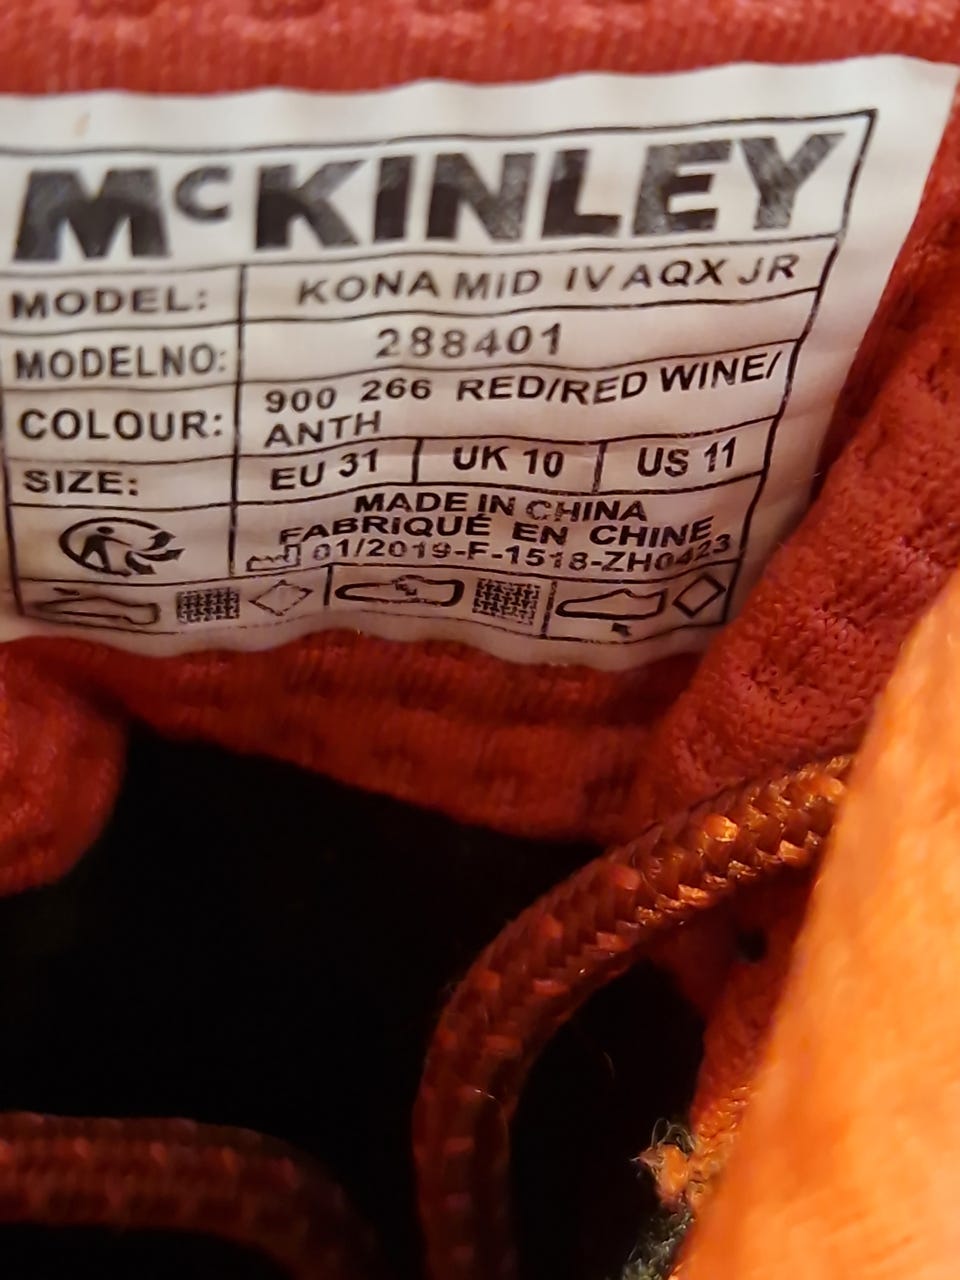 McKINLEY
MODEL: KONA MID IV AQX JR
MODELNO: 288401
COLOUR: 900 266 RED/RED WINE/
ANTH
SIZE: EU 31 UK 10 US 11
MADE IN CHINA
FABRIQUÉ EN CHINE
01/2019-F-1518-ZH0423